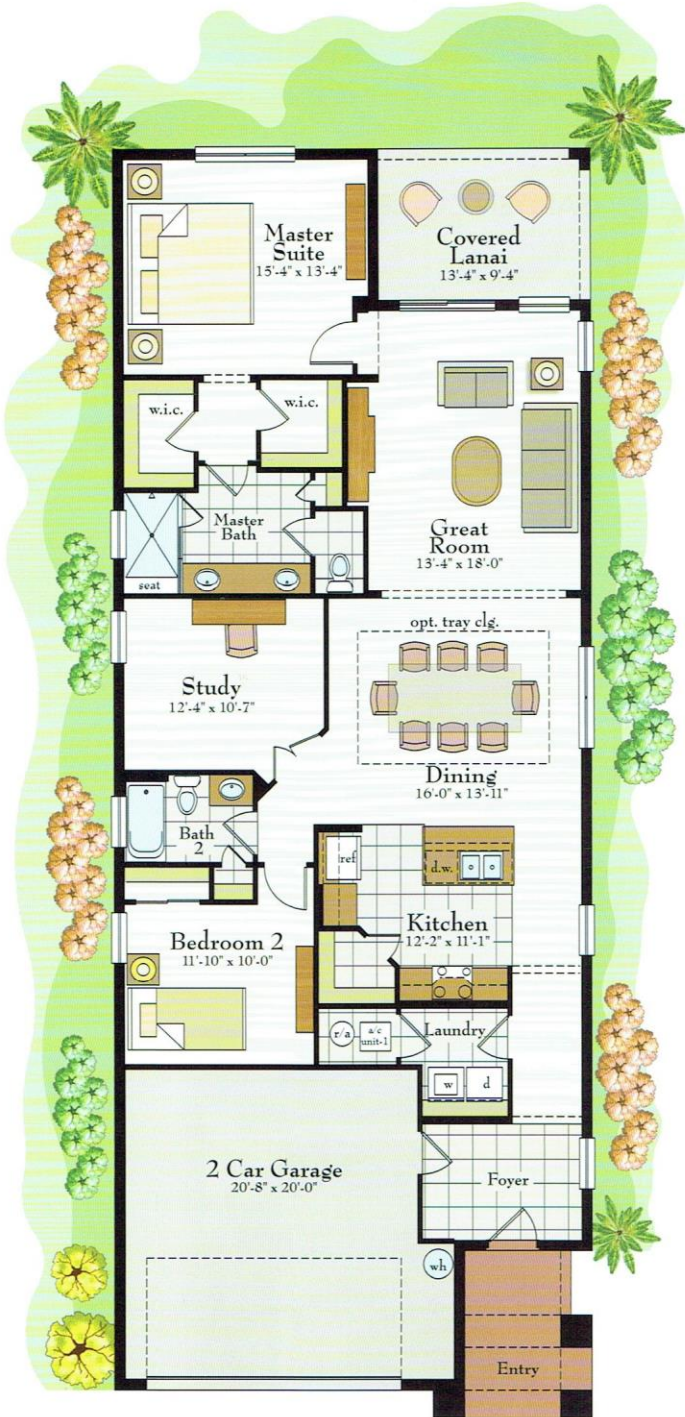 Master
Suite
15'-4" x 13'-4"
Covered
Lanai
13'-4" x 9'-4"
w.i.c.
w.i.c.
Master
Bath
seat
Great
Room
13'-4" x 18'-0"
opt. tray clg.
Study
12'-4" x 10'-7"
Dining
16'-0" x 13'-11"
Bath
2
ref
d.w.
Kitchen
12'-2" x 11'-1"
Bedroom 2
11'-10" x 10'-0"
r/a
a/c
unit-1
Laundry
w
d
2 Car Garage
20'-8" x 20'-0"
Foyer
wh
Entry